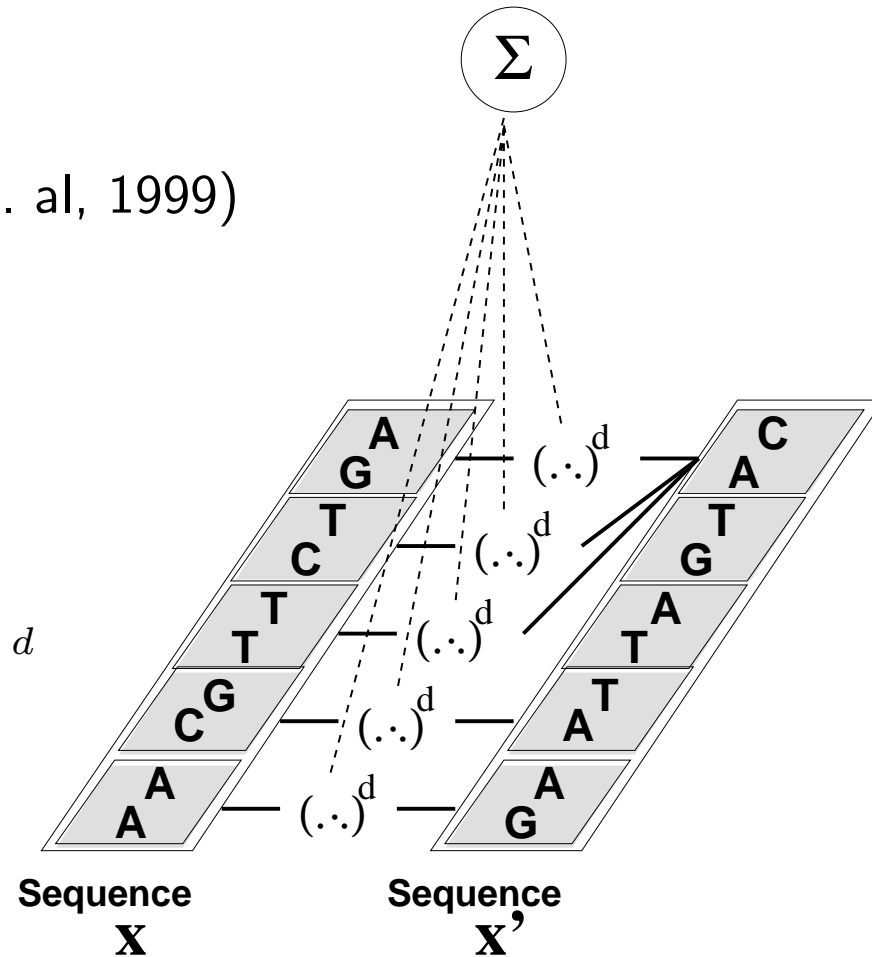 Σ
. al, 1999)
A G (.·.)ᵈ C A
T C (.·.)ᵈ T G
T T (.·.)ᵈ A T
d
G C (.·.)ᵈ T A
A A (.·.)ᵈ A G
Sequence Sequence
x x’